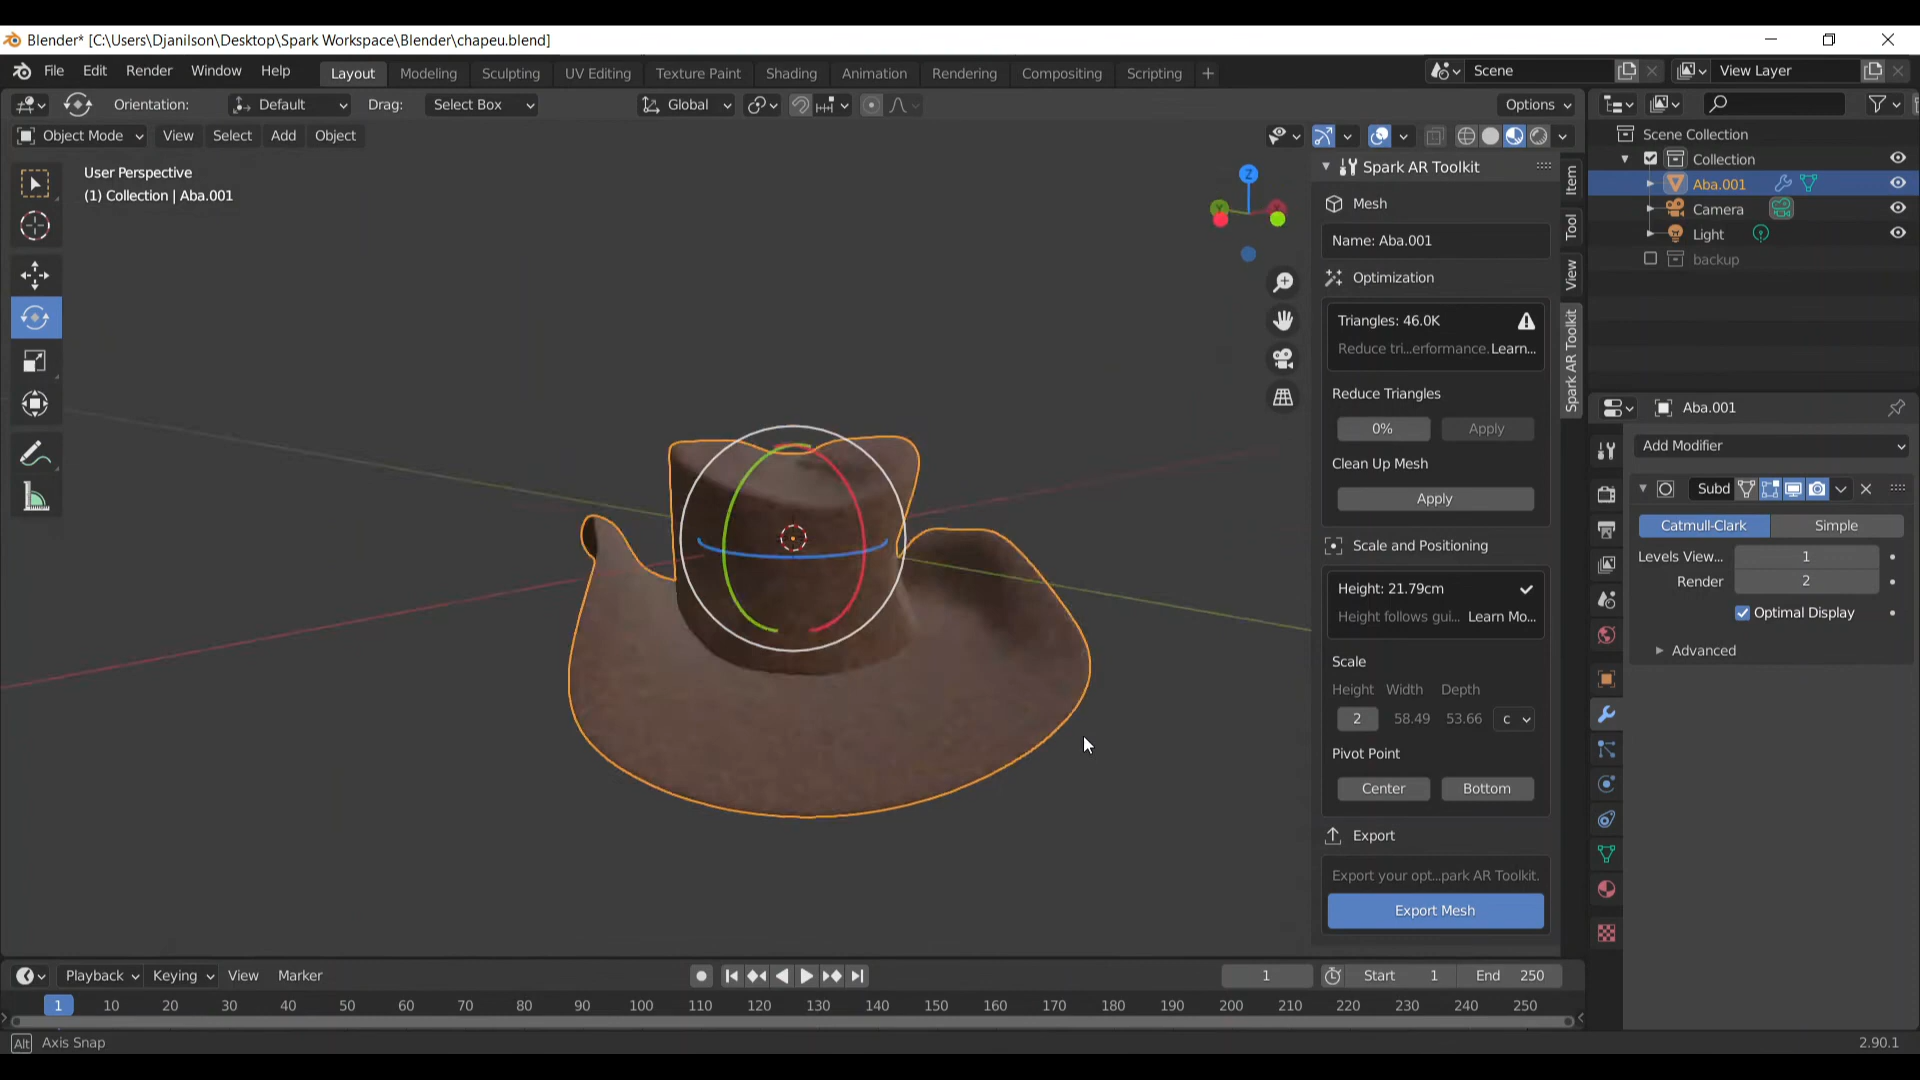 Blender* [C:\Users\Djanilson\Desktop\Spark Workspace\Blender\chapeu.blend]
File Edit Render Window Help Layout Modeling Sculpting UV Editing Texture Paint Shading Animation Rendering Compositing Scripting + Scene View Layer
Orientation: Default Drag: Select Box Global Options
Object Mode View Select Add Object
User Perspective
(1) Collection | Aba.001
Z
Spark AR Toolkit
Mesh
Name: Aba.001
Optimization
Triangles: 46.0K
Reduce tri...erformance. Learn...
Reduce Triangles
0% Apply
Clean Up Mesh
Apply
Scale and Positioning
Height: 21.79cm
Height follows gui... Learn Mo...
Scale
Height Width Depth
2 58.49 53.66 c
Pivot Point
Center Bottom
Export
Export your opt...park AR Toolkit.
Export Mesh
Item
Tool
View
Spark AR Toolkit
Scene Collection
Collection
Aba.001
Camera
Light
backup
Aba.001
Add Modifier
Subd
Catmull-Clark Simple
Levels View... 1
Render 2
Optimal Display
Advanced
Playback Keying View Marker 1 Start 1 End 250
1 10 20 30 40 50 60 70 80 90 100 110 120 130 140 150 160 170 180 190 200 210 220 230 240 250
Alt Axis Snap 2.90.1